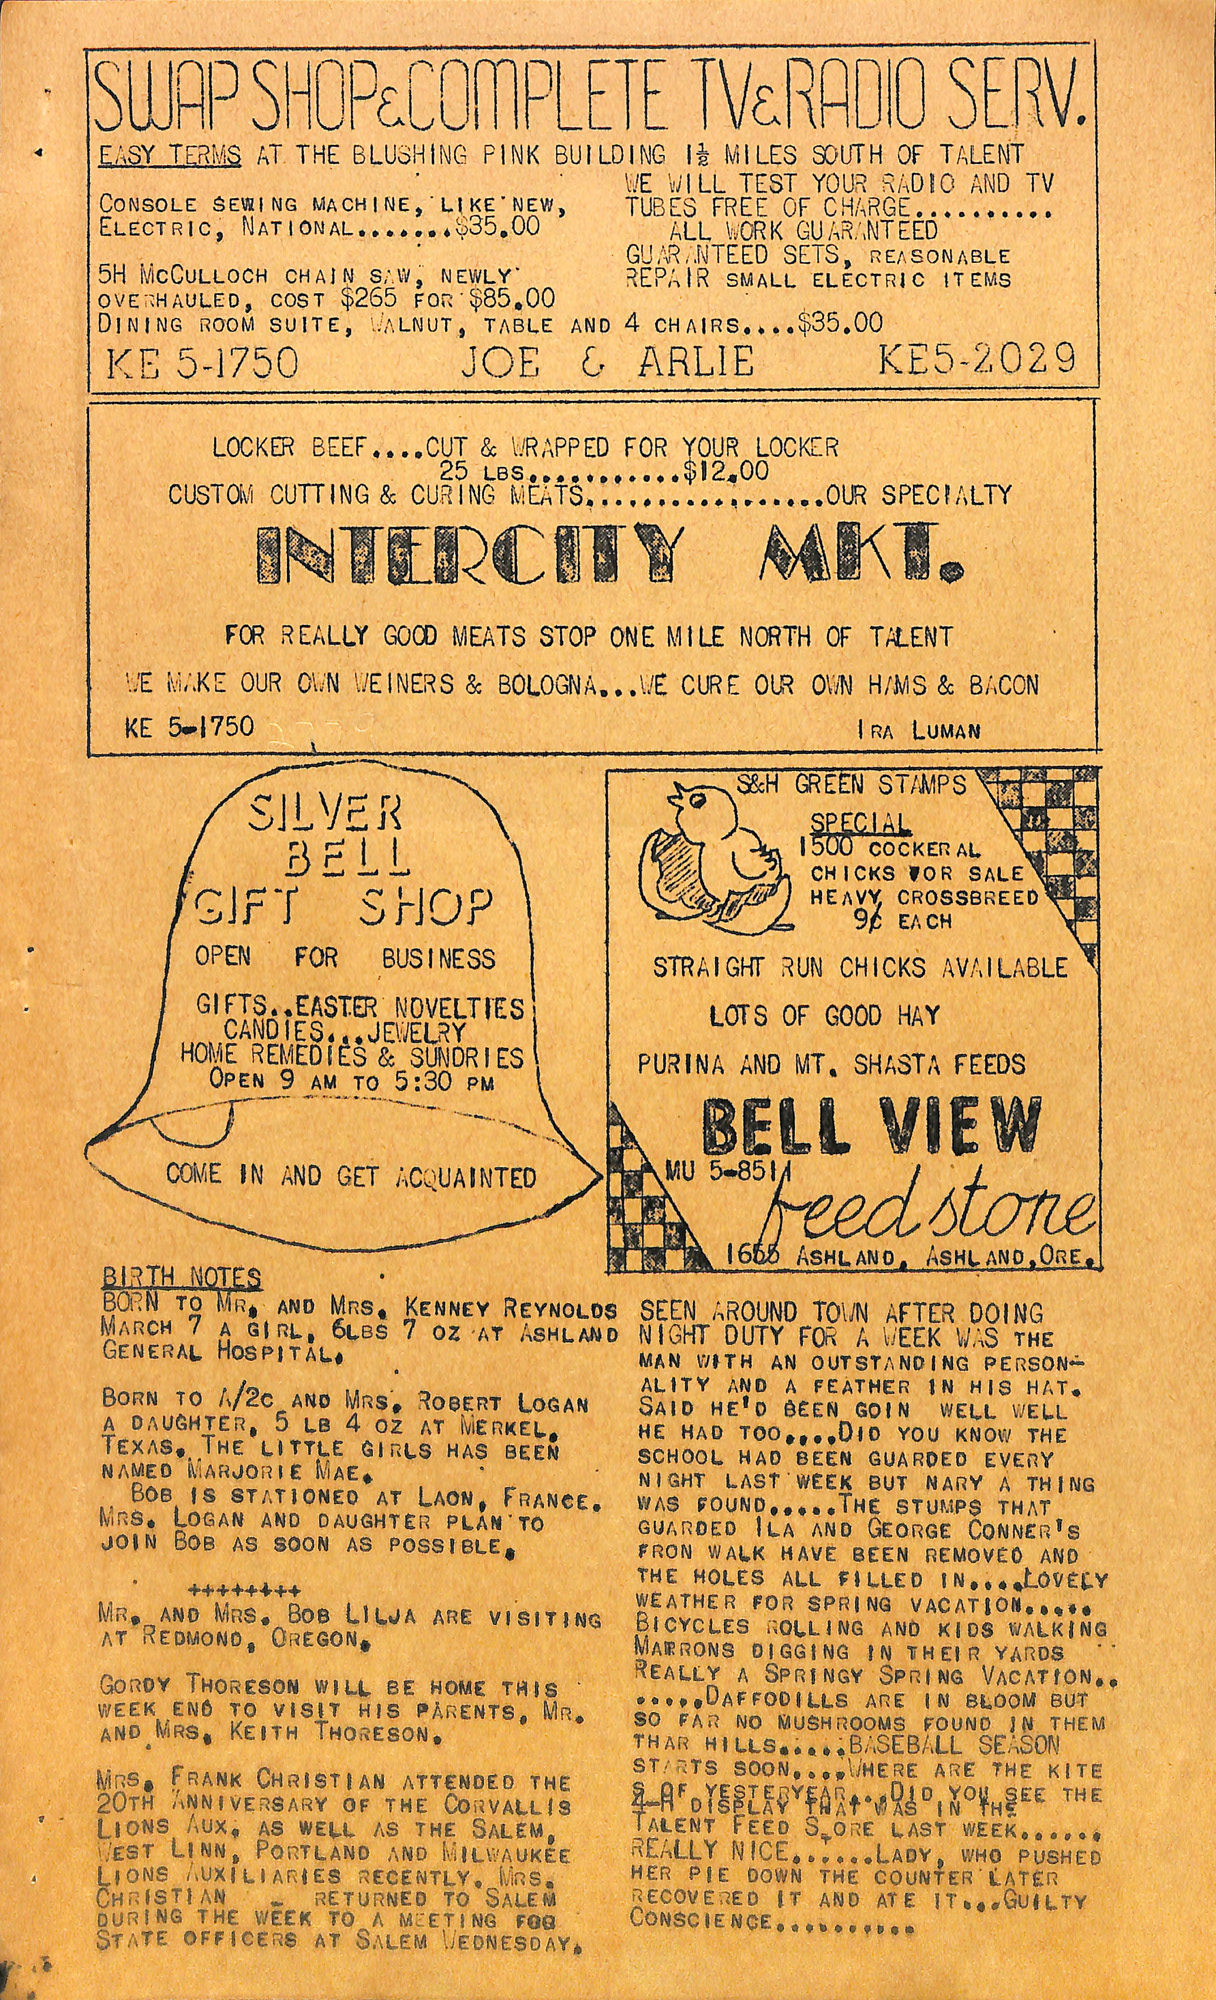 SWAP SHOP & COMPLETE TV & RADIO SERV.
EASY TERMS AT THE BLUSHING PINK BUILDING 1½ MILES SOUTH OF TALENT
CONSOLE SEWING MACHINE, LIKE NEW,
ELECTRIC, NATIONAL.......$35.00
5H MCCULLOCH CHAIN SAW, NEWLY
OVERHAULED, COST $265 FOR $85.00
WE WILL TEST YOUR RADIO AND TV
TUBES FREE OF CHARGE...........
ALL WORK GUARANTEED
GUARANTEED SETS, REASONABLE
REPAIR SMALL ELECTRIC ITEMS
DINING ROOM SUITE, WALNUT, TABLE AND 4 CHAIRS....$35.00
KE 5-1750 JOE & ARLIE KE5-2029
LOCKER BEEF....CUT & WRAPPED FOR YOUR LOCKER
25 LBS............$12.00
CUSTOM CUTTING & CURING MEATS..................OUR SPECIALTY
INTERCITY MKT.
FOR REALLY GOOD MEATS STOP ONE MILE NORTH OF TALENT
WE MAKE OUR OWN WEINERS & BOLOGNA...WE CURE OUR OWN HAMS & BACON
KE 5-1750 IRA LUMAN
SILVER
BELL
GIFT SHOP
OPEN FOR BUSINESS
GIFTS..EASTER NOVELTIES
CANDIES...JEWELRY
HOME REMEDIES & SUNDRIES
OPEN 9 AM TO 5:30 PM
COME IN AND GET ACQUAINTED
S&H GREEN STAMPS
SPECIAL
1500 COCKERAL
CHICKS FOR SALE
HEAVY CROSSBREED
9¢ EACH
STRAIGHT RUN CHICKS AVAILABLE
LOTS OF GOOD HAY
PURINA AND MT. SHASTA FEEDS
BELL VIEW
MU 5-8511
feed store
1655 ASHLAND, ASHLAND, ORE.
BIRTH NOTES
BORN TO MR. AND MRS. KENNEY REYNOLDS
MARCH 7 A GIRL, 6LBS 7 OZ AT ASHLAND
GENERAL HOSPITAL.
BORN TO A/2C AND MRS. ROBERT LOGAN
A DAUGHTER, 5 LB 4 OZ AT MERKEL,
TEXAS. THE LITTLE GIRLS HAS BEEN
NAMED MARJORIE MAE.
BOB IS STATIONED AT LAON, FRANCE.
MRS. LOGAN AND DAUGHTER PLAN TO
JOIN BOB AS SOON AS POSSIBLE.
++++++++
MR. AND MRS. BOB LILJA ARE VISITING
AT REDMOND, OREGON.
GORDY THORESON WILL BE HOME THIS
WEEK END TO VISIT HIS PARENTS, MR.
AND MRS. KEITH THORESON.
MRS. FRANK CHRISTIAN ATTENDED THE
20TH ANNIVERSARY OF THE CORVALLIS
LIONS AUX, AS WELL AS THE SALEM,
WEST LINN, PORTLAND AND MILWAUKEE
LIONS AUXILIARIES RECENTLY. MRS.
CHRISTIAN RETURNED TO SALEM
DURING THE WEEK TO A MEETING FOR
STATE OFFICERS AT SALEM WEDNESDAY.
SEEN AROUND TOWN AFTER DOING
NIGHT DUTY FOR A WEEK WAS THE
MAN WITH AN OUTSTANDING PERSON-
ALITY AND A FEATHER IN HIS HAT.
SAID HE'D BEEN GOIN WELL WELL
HE HAD TOO....DID YOU KNOW THE
SCHOOL HAD BEEN GUARDED EVERY
NIGHT LAST WEEK BUT NARY A THING
WAS FOUND.....THE STUMPS THAT
GUARDED ILA AND GEORGE CONNER'S
FRON WALK HAVE BEEN REMOVED AND
THE HOLES ALL FILLED IN....LOVELY
WEATHER FOR SPRING VACATION.....
BICYCLES ROLLING AND KIDS WALKING
MARRONS DIGGING IN THEIR YARDS
REALLY A SPRINGY SPRING VACATION..
.....DAFFODILLS ARE IN BLOOM BUT
SO FAR NO MUSHROOMS FOUND IN THEM
THAR HILLS.....BASEBALL SEASON
STARTS SOON....WHERE ARE THE KITE
S OF YESTERYEAR...DID YOU SEE THE
4-H DISPLAY THAT WAS IN THE
TALENT FEED STORE LAST WEEK......
REALLY NICE......LADY, WHO PUSHED
HER PIE DOWN THE COUNTER LATER
RECOVERED IT AND ATE IT...GUILTY
CONSCIENCE..........